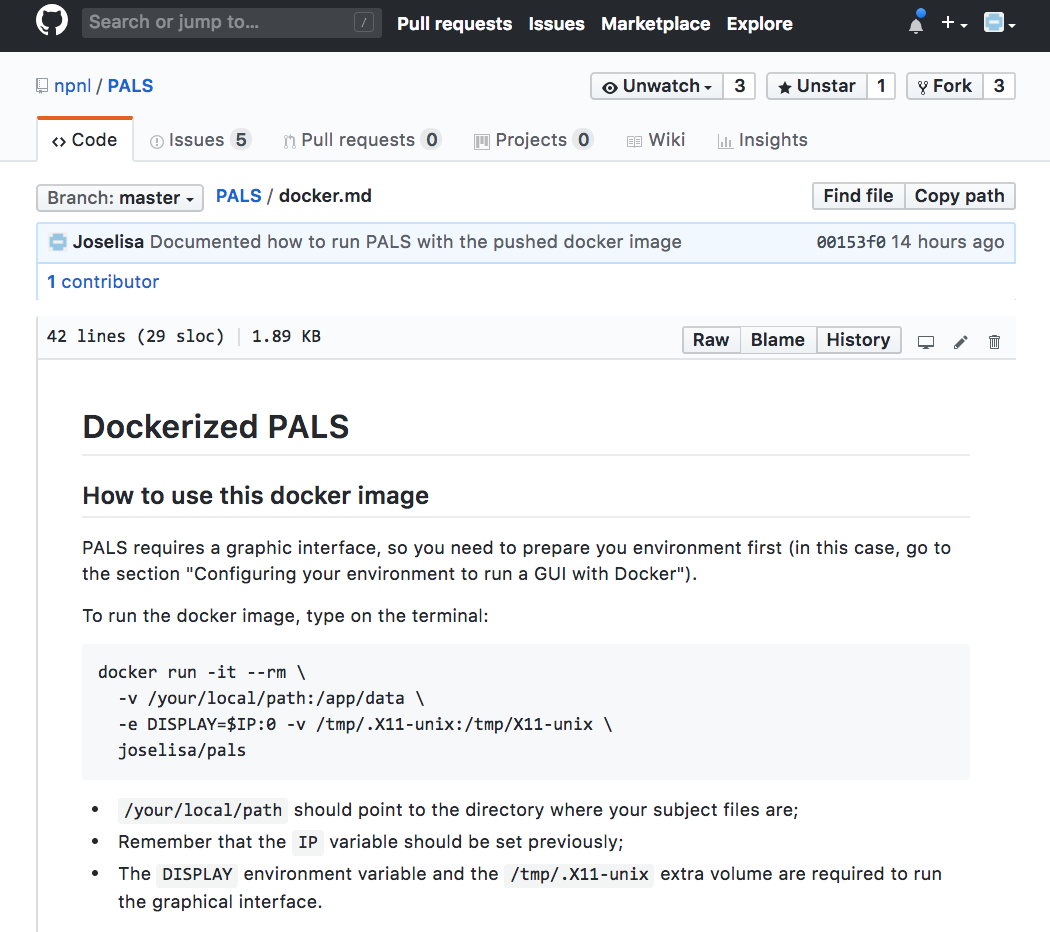 Search or jump to... /
Pull requests Issues Marketplace Explore
npnl / PALS
Unwatch 3 Unstar 1 Fork 3
Code Issues 5 Pull requests 0 Projects 0 Wiki Insights
Branch: master PALS / docker.md Find file Copy path
Joselisa Documented how to run PALS with the pushed docker image 00153f0 14 hours ago
1 contributor
42 lines (29 sloc) 1.89 KB Raw Blame History
Dockerized PALS
How to use this docker image
PALS requires a graphic interface, so you need to prepare you environment first (in this case, go to
the section "Configuring your environment to run a GUI with Docker").
To run the docker image, type on the terminal:
docker run -it --rm \
-v /your/local/path:/app/data \
-e DISPLAY=$IP:0 -v /tmp/.X11-unix:/tmp/X11-unix \
joselisa/pals
• /your/local/path should point to the directory where your subject files are;
• Remember that the IP variable should be set previously;
• The DISPLAY environment variable and the /tmp/.X11-unix extra volume are required to run
the graphical interface.